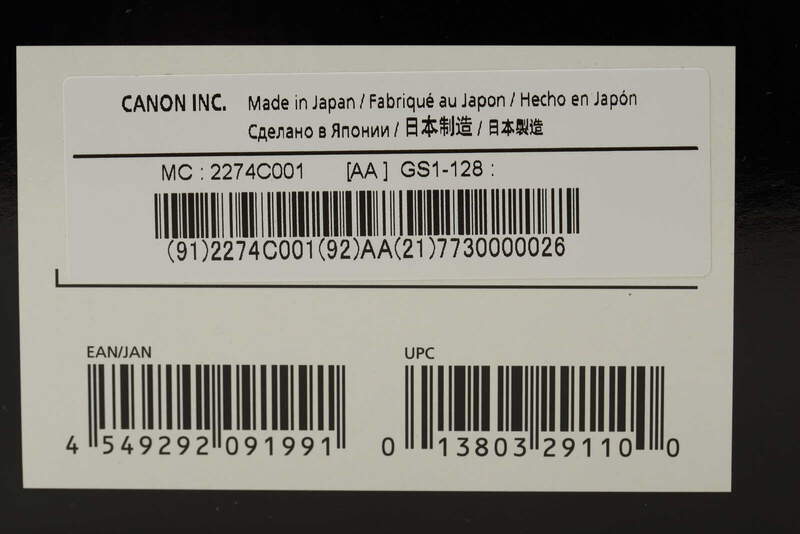 CANON INC. Made in Japan / Fabriqué au Japon / Hecho en Japón
Сделано в Японии / 日本制造 / 日本製造
MC : 2274C001 [AA ] GS1-128 :
(91)2274C001(92)AA(21)7730000026
EAN/JAN UPC
4 549292 091991 0 13803 29110 0